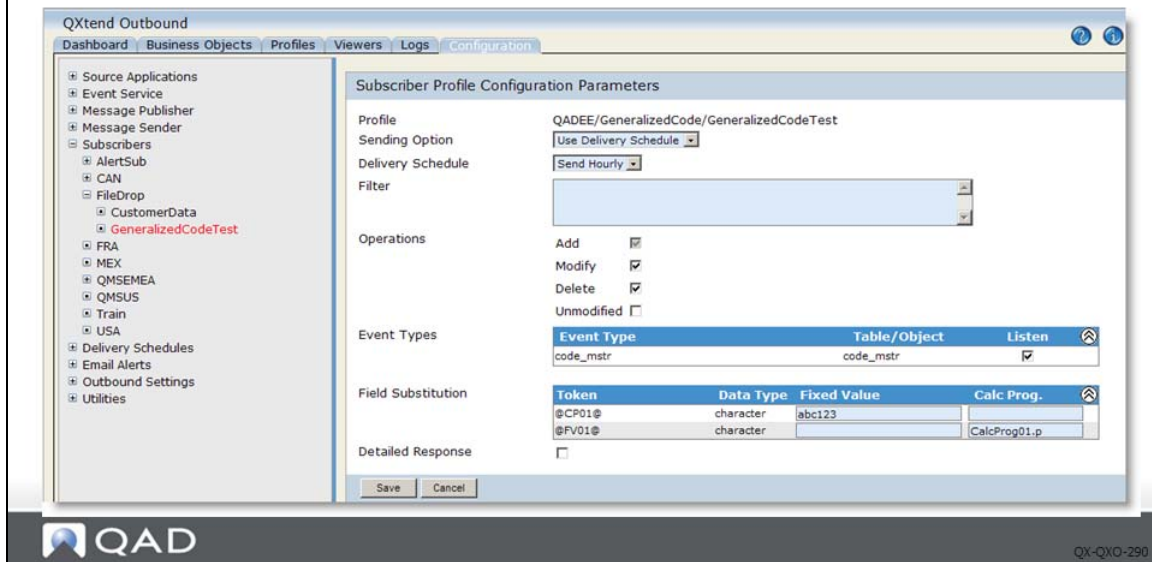 QXtend Outbound
Dashboard Business Objects Profiles Viewers Logs Configuration
Source Applications
Event Service
Message Publisher
Message Sender
Subscribers
AlertSub
CAN
FileDrop
CustomerData
GeneralizedCodeTest
FRA
MEX
QMSEMEA
QMSUS
Train
USA
Delivery Schedules
Email Alerts
Outbound Settings
Utilities
Subscriber Profile Configuration Parameters
Profile QADEE/GeneralizedCode/GeneralizedCodeTest
Sending Option Use Delivery Schedule
Delivery Schedule Send Hourly
Filter
Operations Add
Modify
Delete
Unmodified
Event Types Event Type Table/Object Listen
code_mstr code_mstr
Field Substitution Token Data Type Fixed Value Calc Prog.
@CP01@ character abc123
@FV01@ character CalcProg01.p
Detailed Response
Save Cancel
QAD
QX-QXO-290